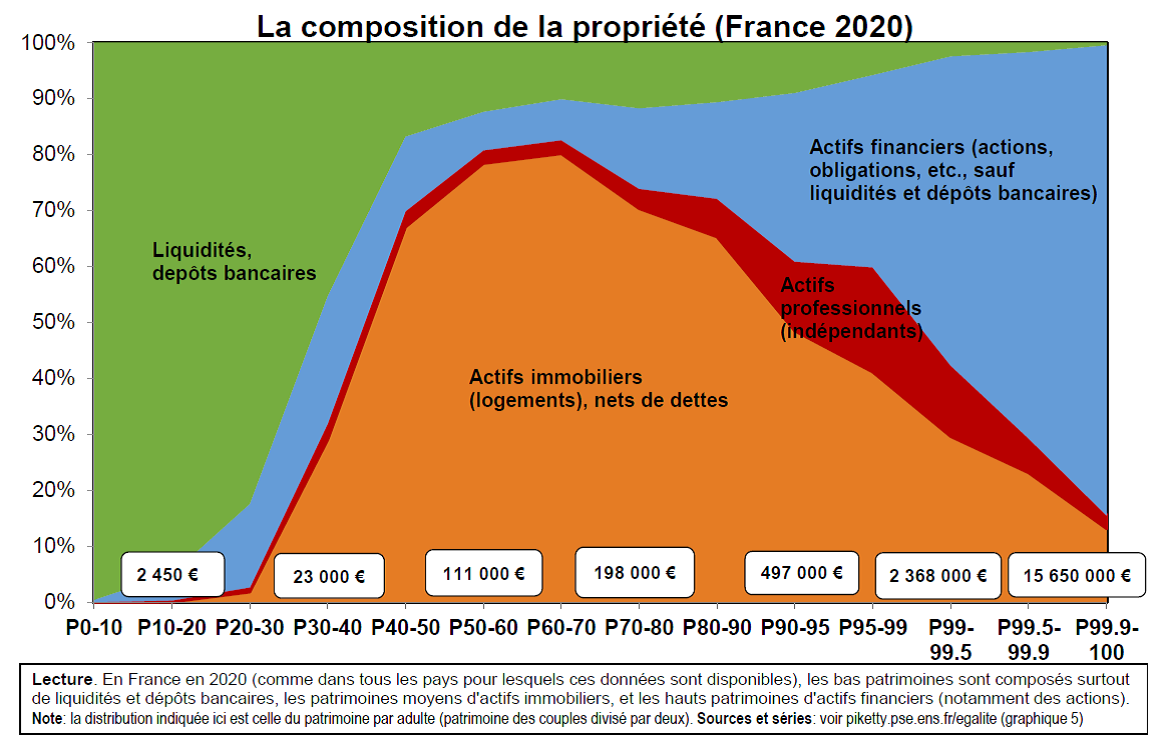 La composition de la propriété (France 2020)
100%
90%
80%
70%
60%
50%
40%
30%
20%
10%
0%
Liquidités,
depôts bancaires
Actifs financiers (actions,
obligations, etc., sauf
liquidités et dépôts bancaires)
Actifs
professionnels
(indépendants)
Actifs immobiliers
(logements), nets de dettes
2 450 €
23 000 €
111 000 €
198 000 €
497 000 €
2 368 000 €
15 650 000 €
P0-10
P10-20
P20-30
P30-40
P40-50
P50-60
P60-70
P70-80
P80-90
P90-95
P95-99
P99-
99.5
P99.5-
99.9
P99.9-
100
Lecture. En France en 2020 (comme dans tous les pays pour lesquels ces données sont disponibles), les bas patrimoines sont composés surtout
de liquidités et dépôts bancaires, les patrimoines moyens d'actifs immobiliers, et les hauts patrimoines d'actifs financiers (notamment des actions).
Note: la distribution indiquée ici est celle du patrimoine par adulte (patrimoine des couples divisé par deux). Sources et séries: voir piketty.pse.ens.fr/egalite (graphique 5)